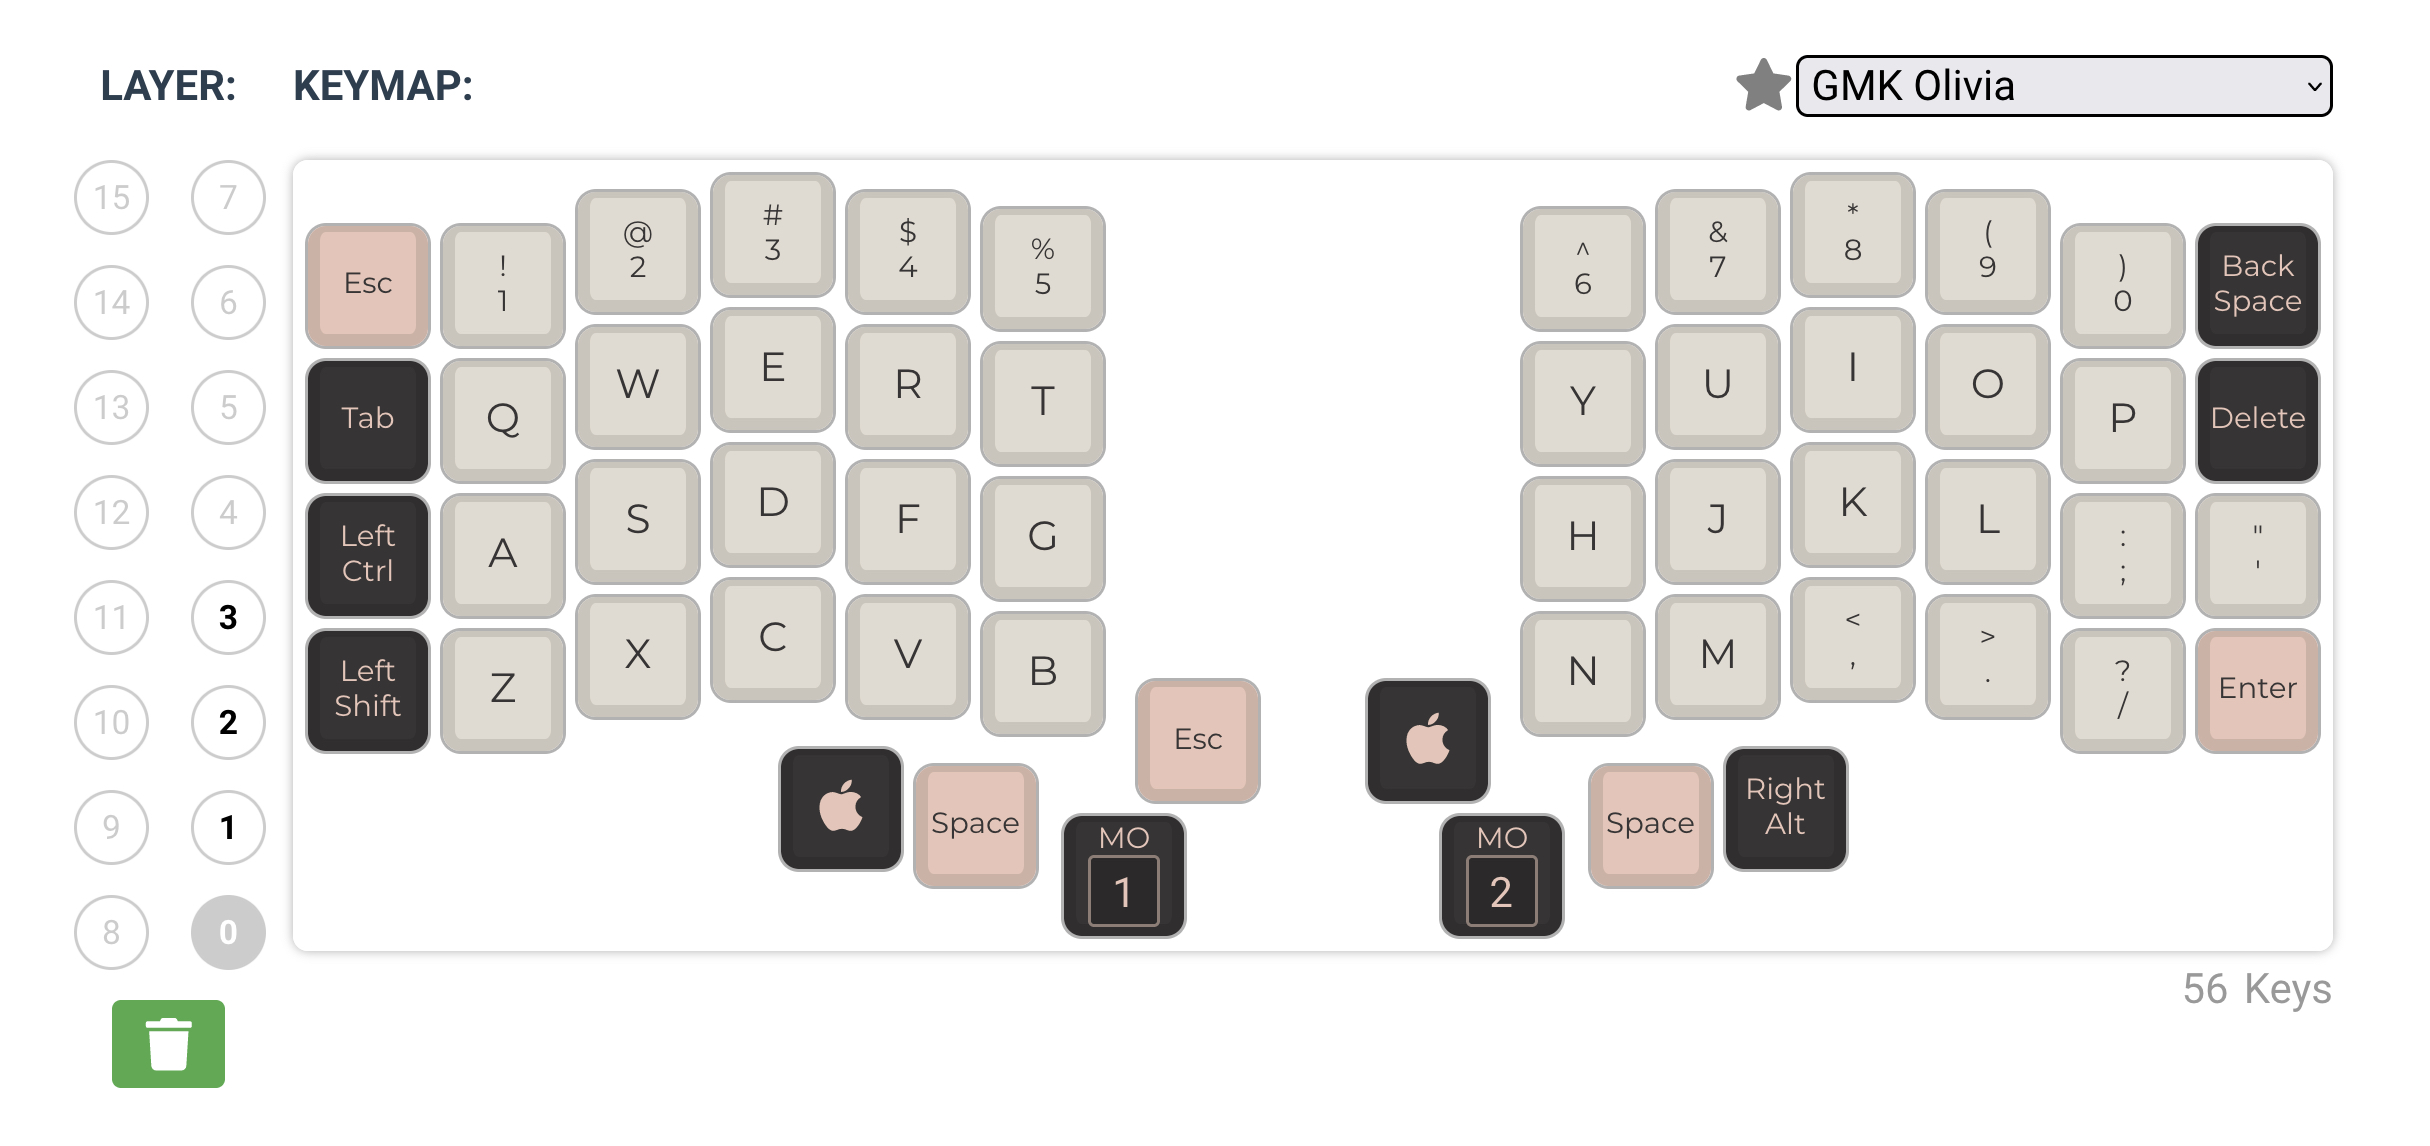 LAYER: KEYMAP: GMK Olivia
15 7
14 6
13 5
12 4
11 3
10 2
9 1
8 0
Esc ! 1 @ 2 # 3 $ 4 % 5 ^ 6 & 7 * 8 ( 9 ) 0 Back Space
Tab Q W E R T Y U I O P Delete
Left Ctrl A S D F G H J K L : ; " '
Left Shift Z X C V B N M < , > . ? / Enter
Esc
Space MO 1 MO 2 Space Right Alt
56 Keys